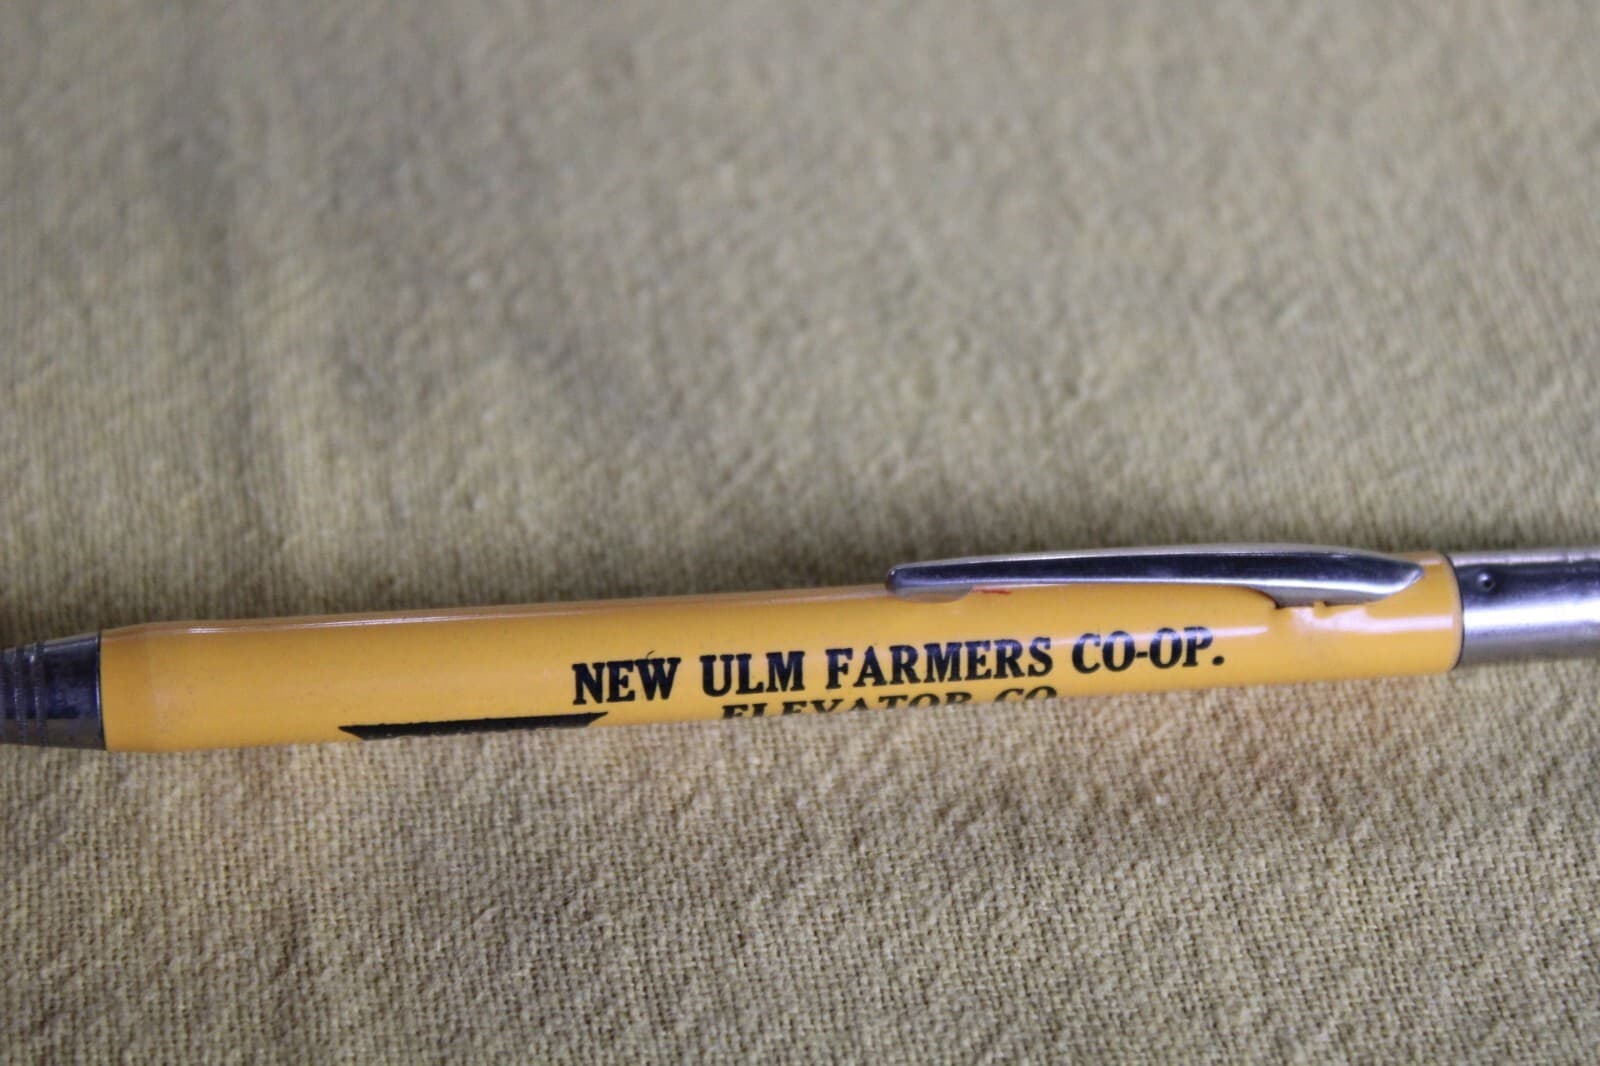 NEW ULM FARMERS CO-OP.
ELEVATOR CO